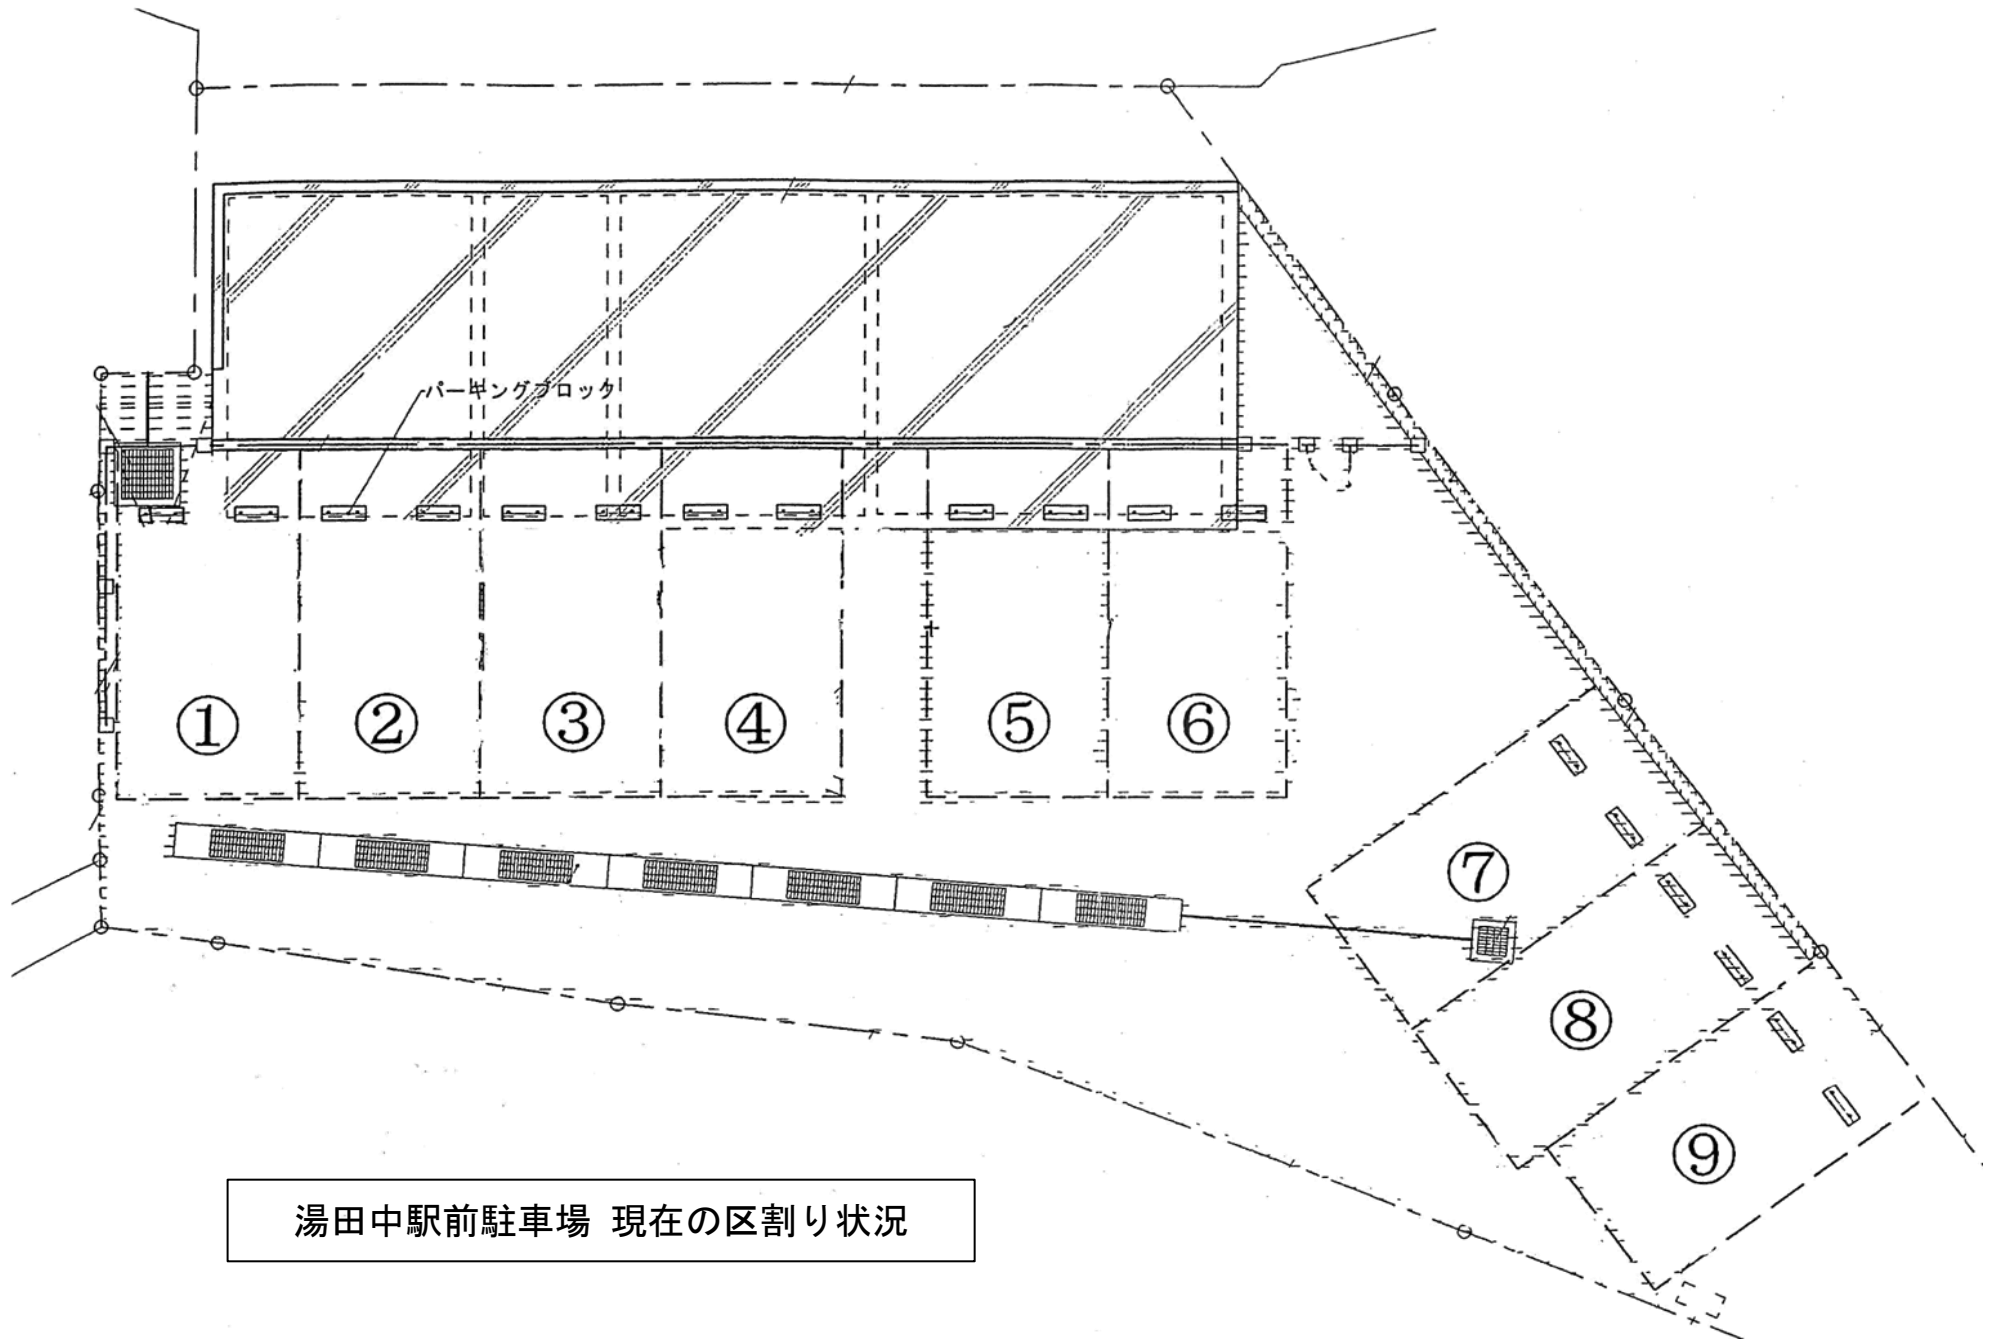 パーキングブロック
① ② ③ ④ ⑤ ⑥
⑦
⑧
⑨
湯田中駅前駐車場 現在の区割り状況